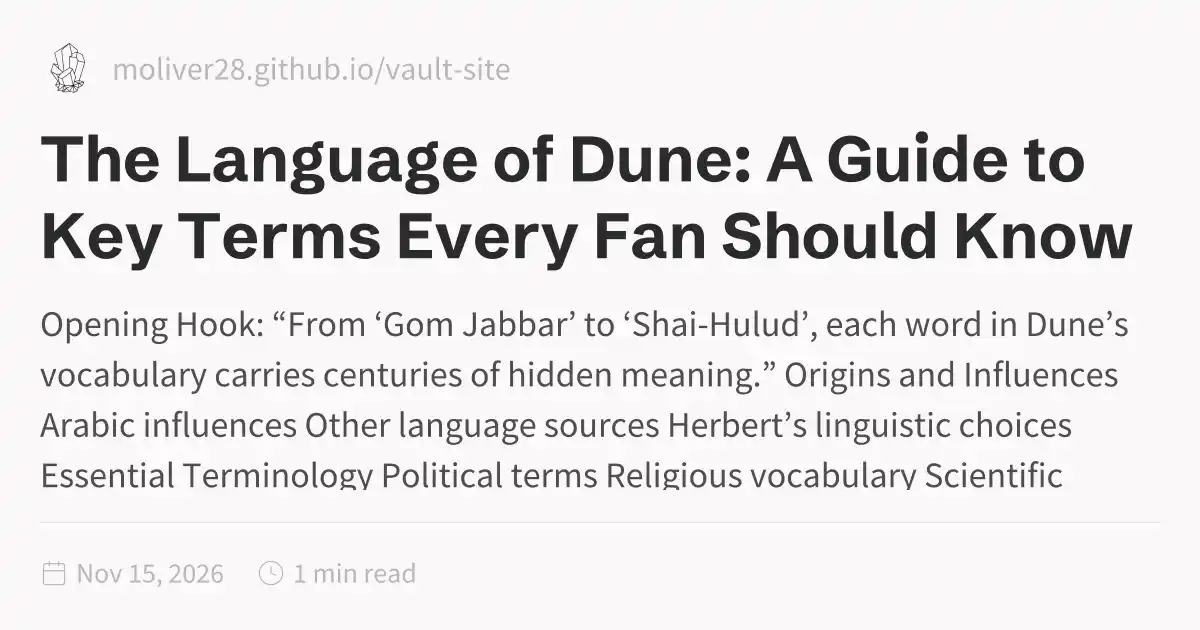 moliver28.github.io/vault-site
The Language of Dune: A Guide to
Key Terms Every Fan Should Know
Opening Hook: “From ‘Gom Jabbar’ to ‘Shai-Hulud’, each word in Dune’s
vocabulary carries centuries of hidden meaning.” Origins and Influences
Arabic influences Other language sources Herbert’s linguistic choices
Essential Terminology Political terms Religious vocabulary Scientific
Nov 15, 2026
1 min read